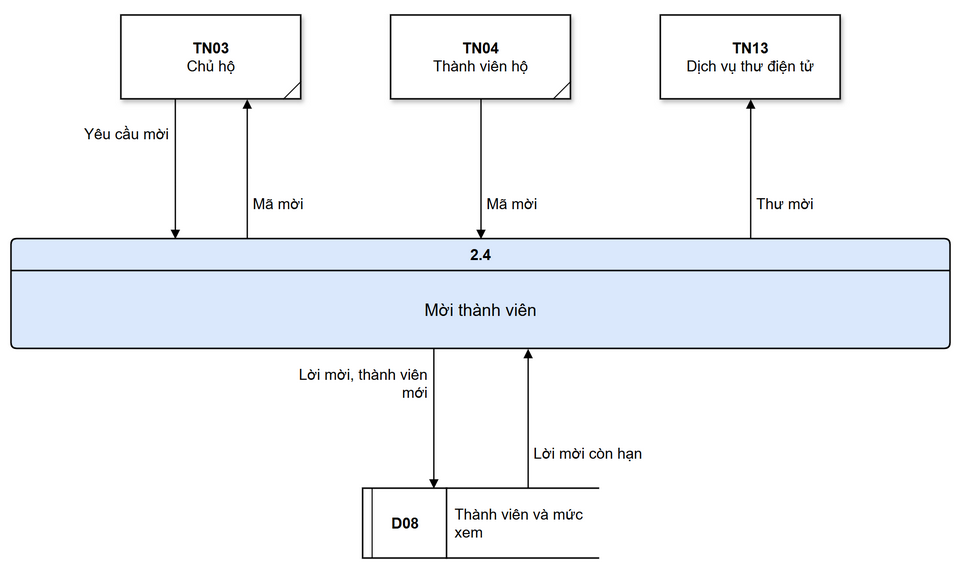 TN03
Chủ hộ
TN04
Thành viên hộ
TN13
Dịch vụ thư điện tử
Yêu cầu mời
Mã mời
Mã mời
Thư mời
2.4
Mời thành viên
Lời mời, thành viên
mới
Lời mời còn hạn
D08
Thành viên và mức
xem